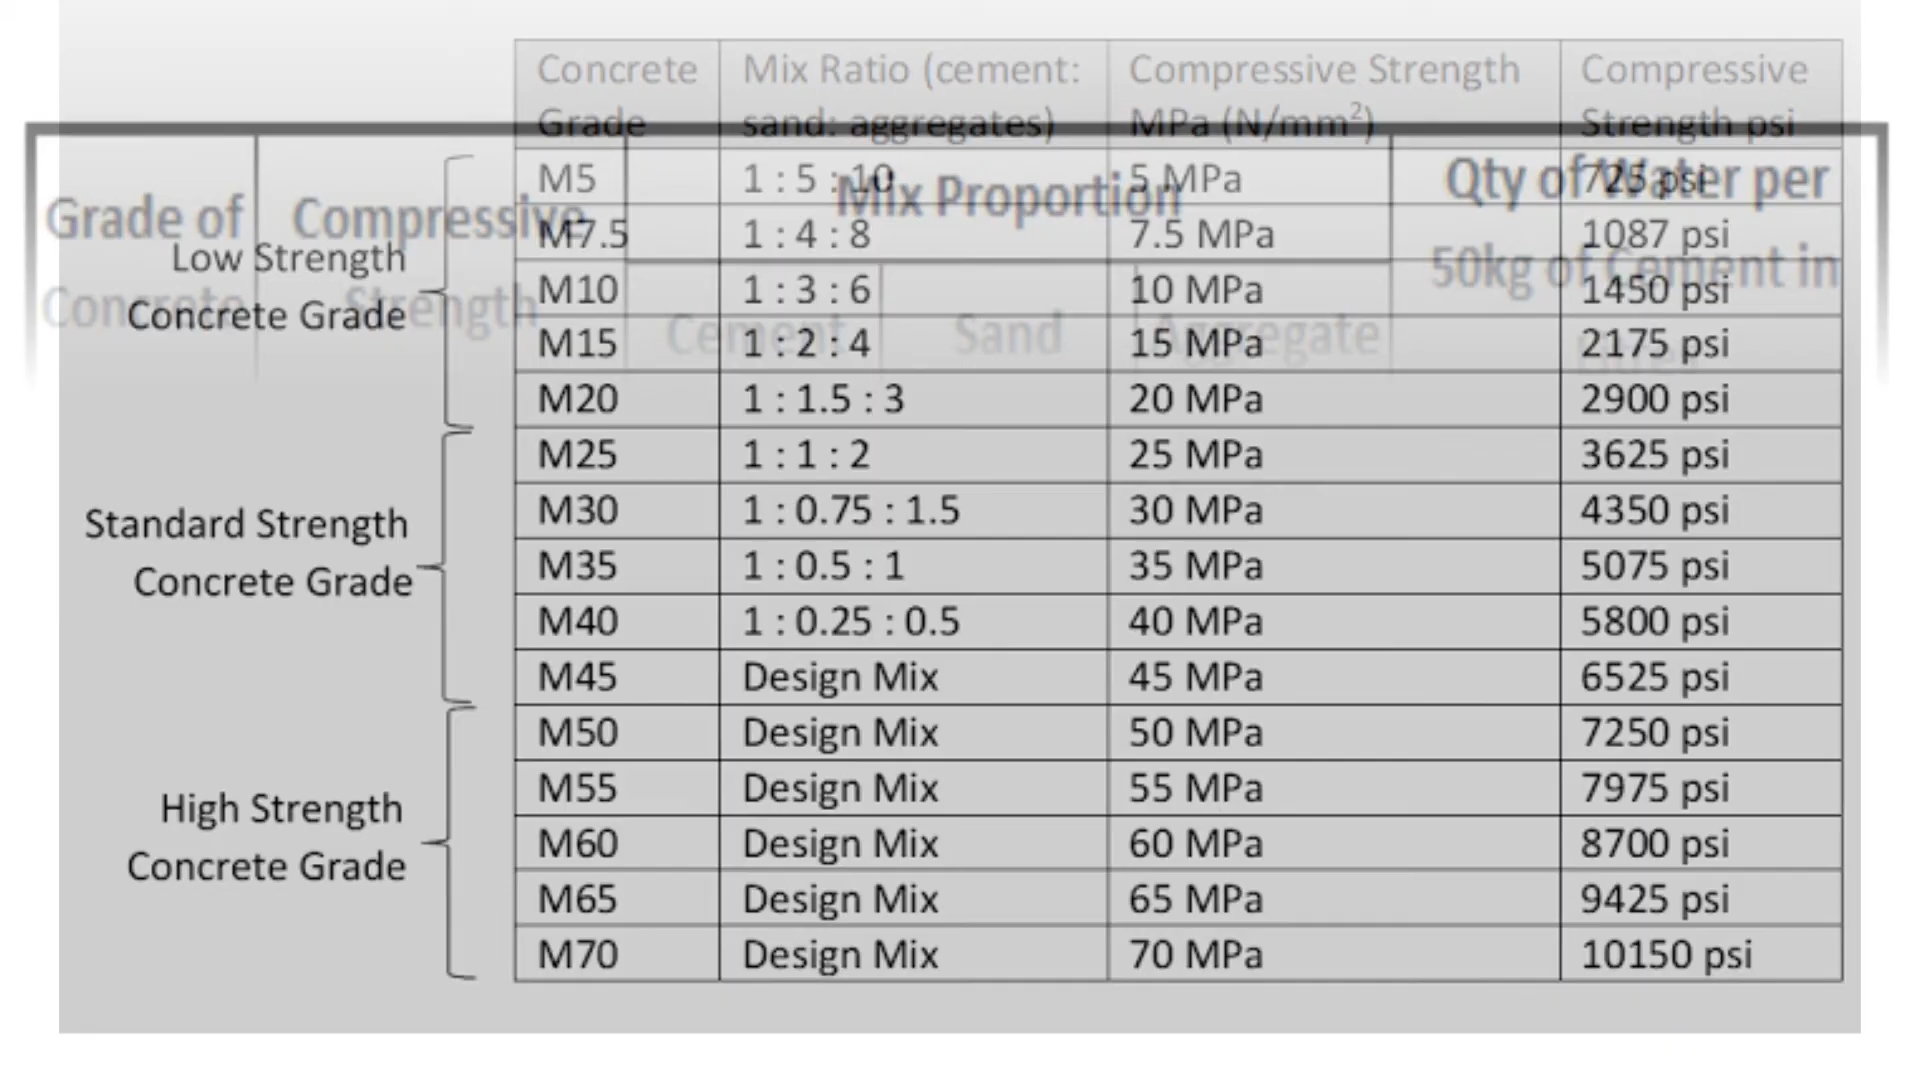 Concrete Grade
Mix Ratio (cement: sand: aggregates)
Compressive Strength MPa (N/mm²)
Compressive Strength psi
M5 1 : 5 : 10 5 MPa 725 psi
M7.5 1 : 4 : 8 7.5 MPa 1087 psi
M10 1 : 3 : 6 10 MPa 1450 psi
M15 1 : 2 : 4 15 MPa 2175 psi
M20 1 : 1.5 : 3 20 MPa 2900 psi
M25 1 : 1 : 2 25 MPa 3625 psi
M30 1 : 0.75 : 1.5 30 MPa 4350 psi
M35 1 : 0.5 : 1 35 MPa 5075 psi
M40 1 : 0.25 : 0.5 40 MPa 5800 psi
M45 Design Mix 45 MPa 6525 psi
M50 Design Mix 50 MPa 7250 psi
M55 Design Mix 55 MPa 7975 psi
M60 Design Mix 60 MPa 8700 psi
M65 Design Mix 65 MPa 9425 psi
M70 Design Mix 70 MPa 10150 psi
Low Strength
Concrete Grade
Standard Strength
Concrete Grade
High Strength
Concrete Grade
Grade of
Concrete
Compressive
Strength
Mix Proportion
Cement Sand Aggregate
Qty of Water per
50kg of Cement in